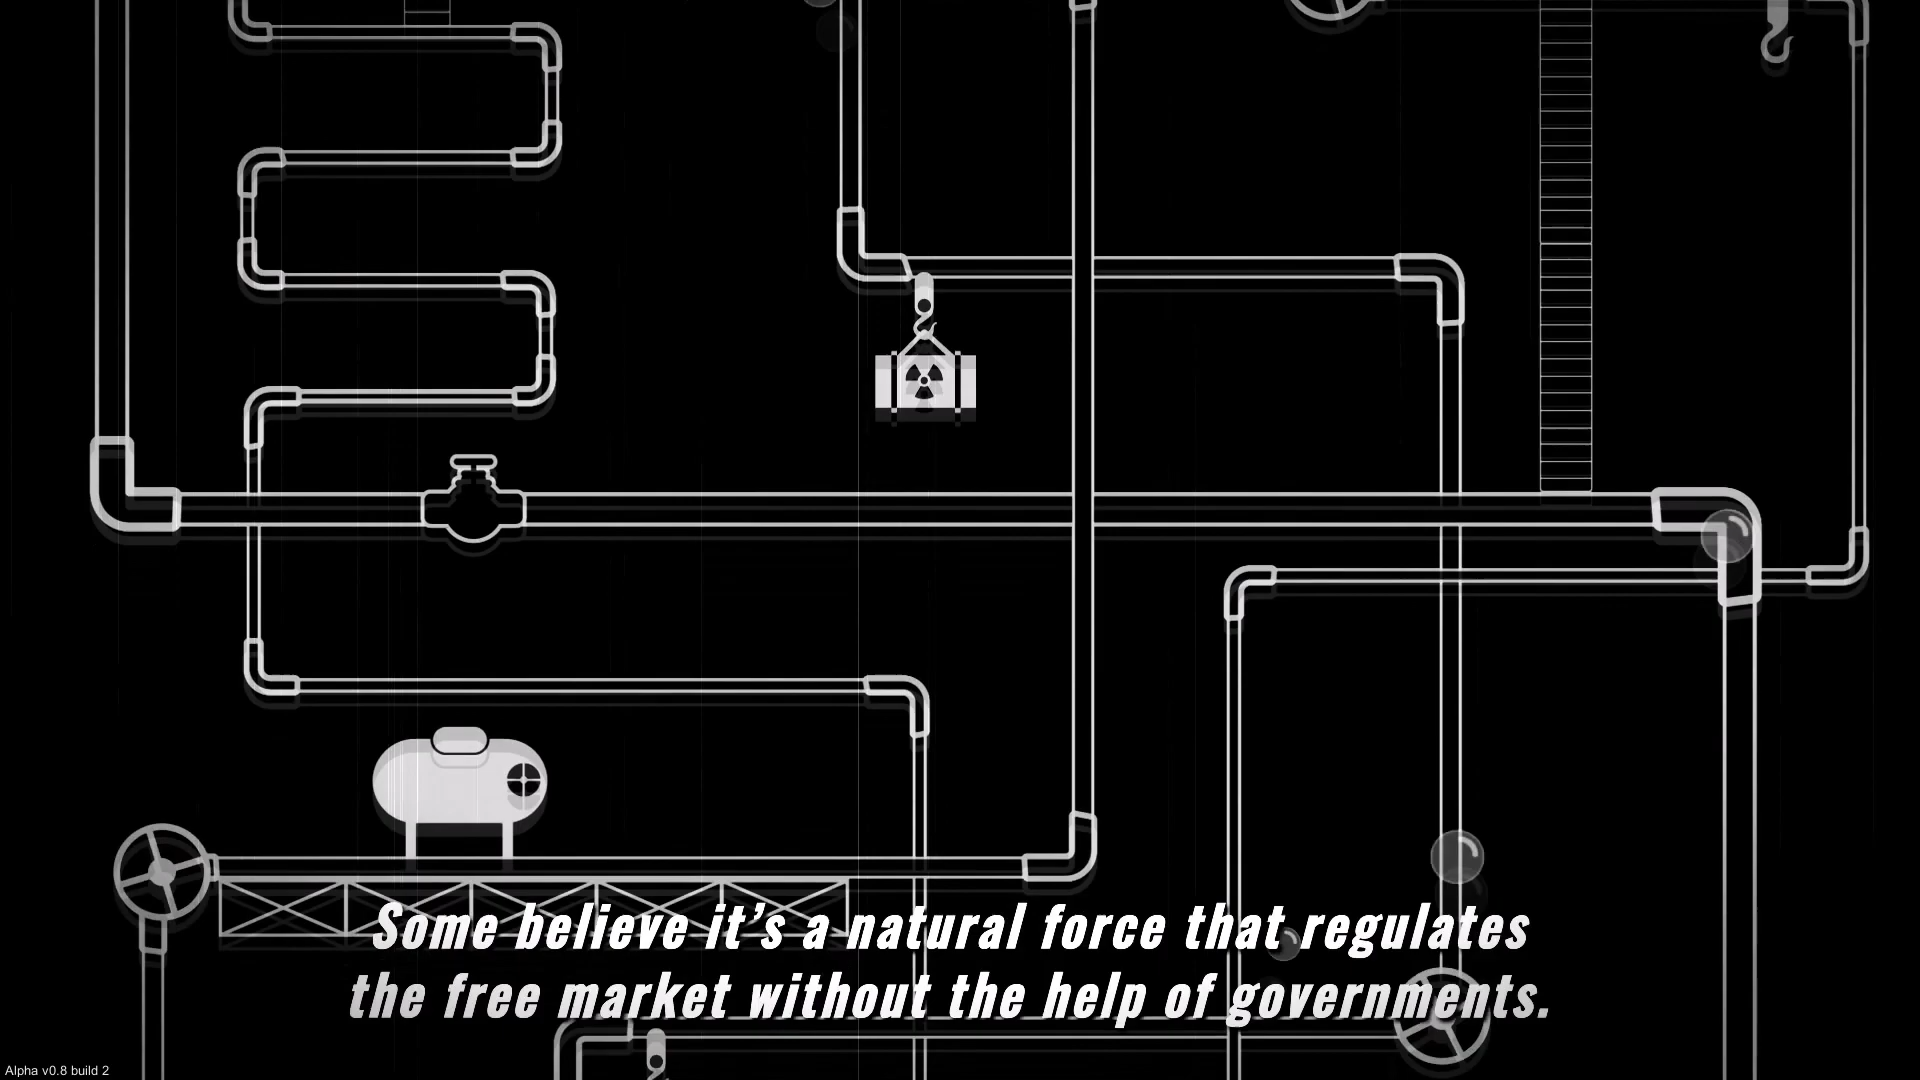 Some believe it’s a natural force that regulates
the free market without the help of governments.
Alpha v0.8 build 2